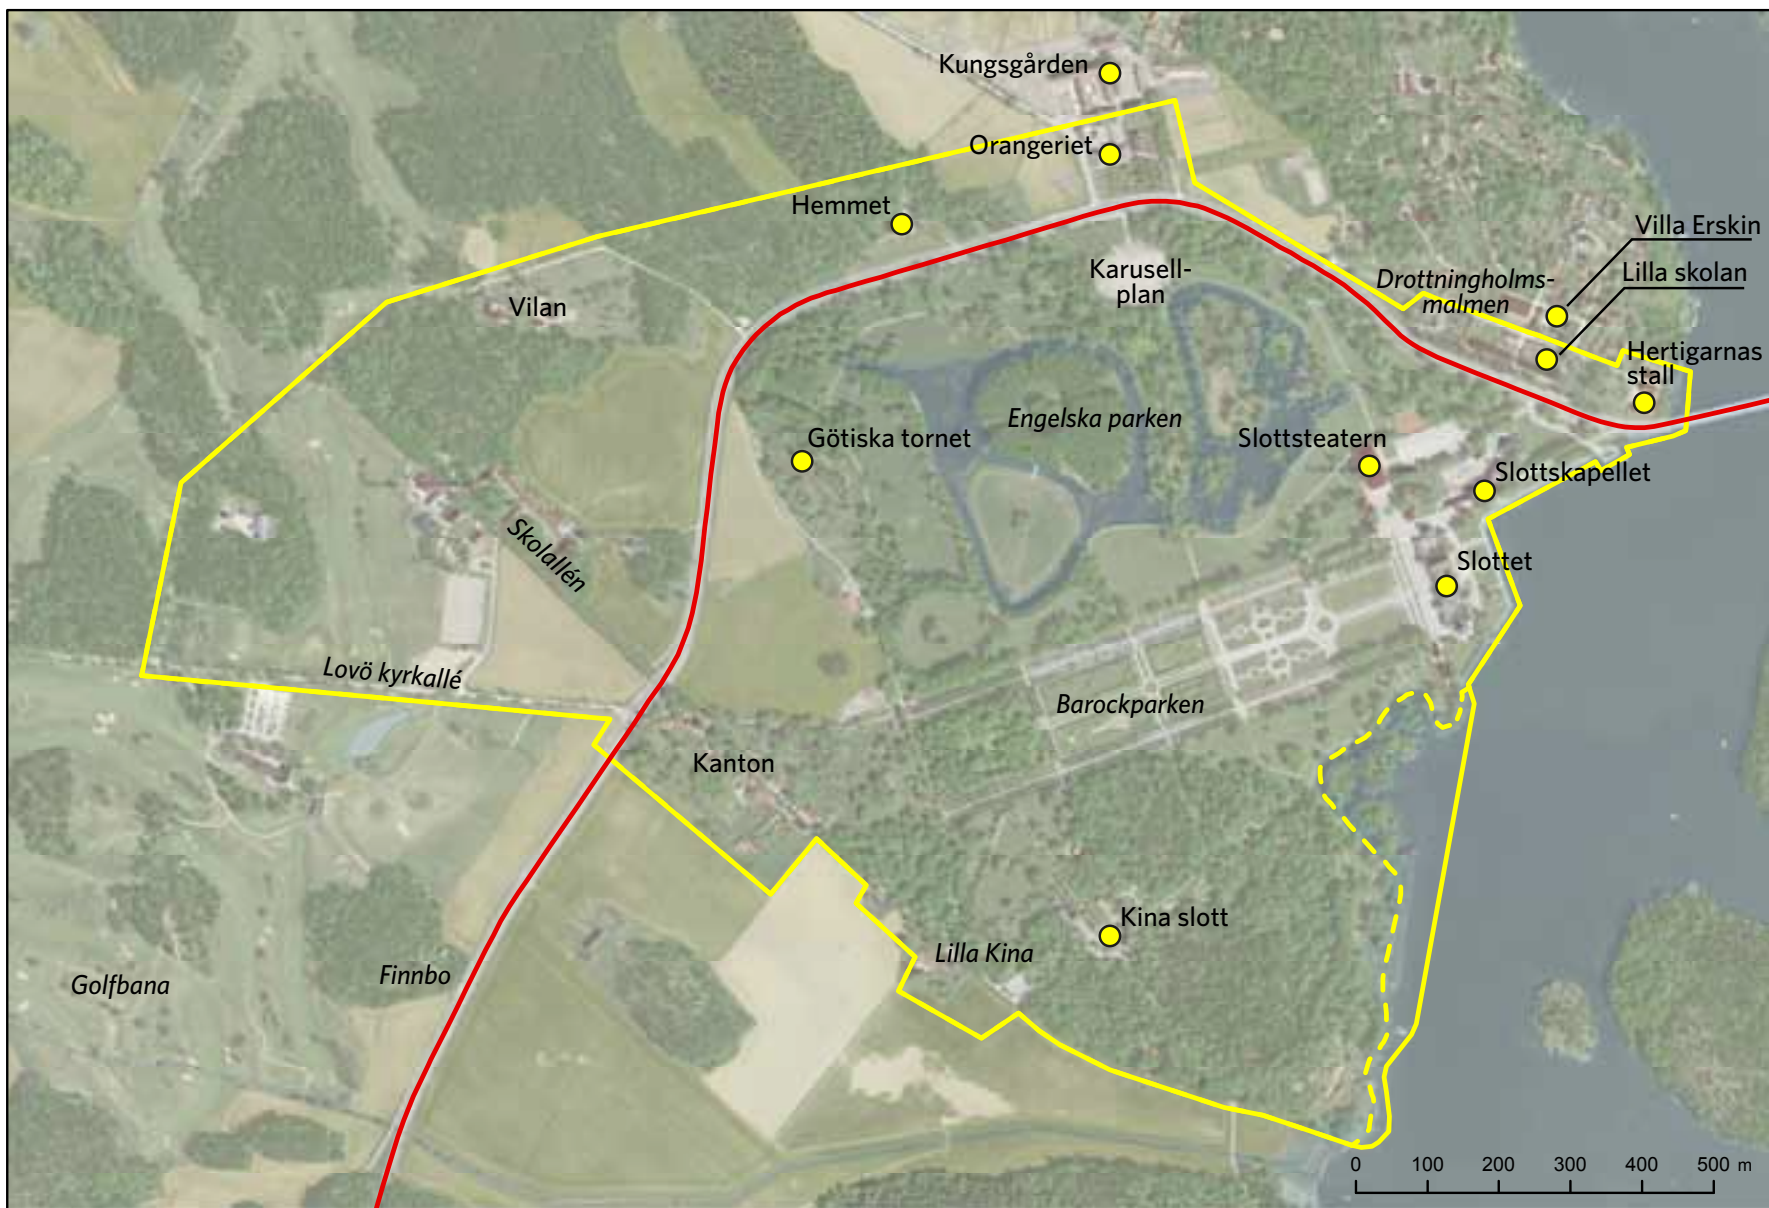 Kungsgården
Orangeriet
Hemmet
Villa Erskin
Lilla skolan
Karusell-
plan
Drottningholms-
malmen
Vilan
Hertigarnas
stall
Engelska parken
Götiska tornet
Slottsteatern
Slottskapellet
Skolallén
Slottet
Lovö kyrkallé
Barockparken
Kanton
Kina slott
Lilla Kina
Finnbo
Golfbana
0 100 200 300 400 500 m